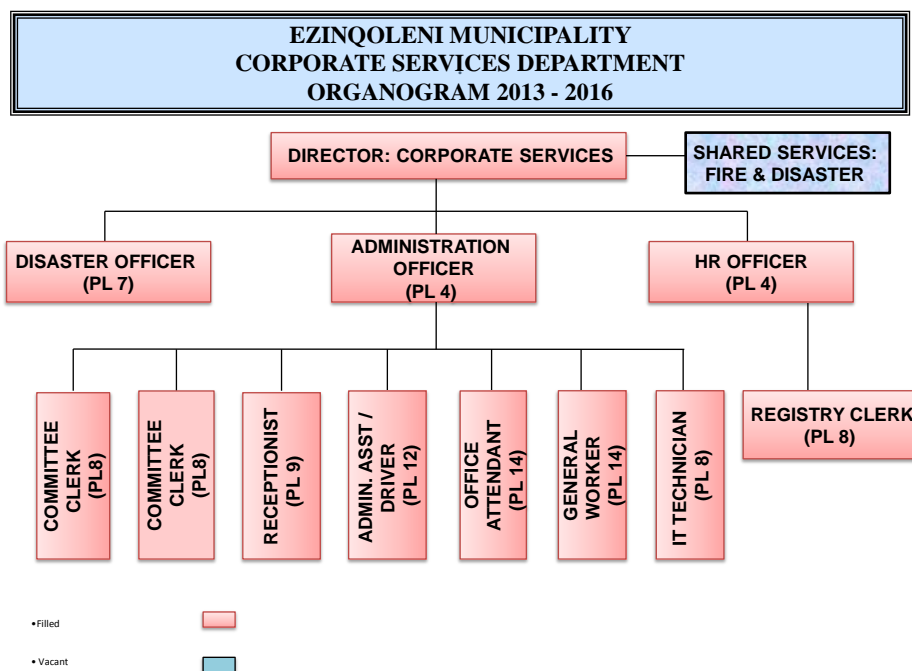 EZINQOLENI MUNICIPALITY
CORPORATE SERVICES DEPARTMENT
ORGANOGRAM 2013 - 2016
DIRECTOR: CORPORATE SERVICES
SHARED SERVICES:
FIRE & DISASTER
DISASTER OFFICER
(PL 7)
ADMINISTRATION
OFFICER
(PL 4)
HR OFFICER
(PL 4)
COMMITTEE
CLERK
(PL8)
COMMITTEE
CLERK
(PL8)
RECEPTIONIST
(PL 9)
ADMIN. ASST /
DRIVER
(PL 12)
OFFICE
ATTENDANT
(PL 14)
GENERAL
WORKER
(PL 14)
IT TECHNICIAN
(PL 8)
REGISTRY CLERK
(PL 8)
•Filled
• Vacant